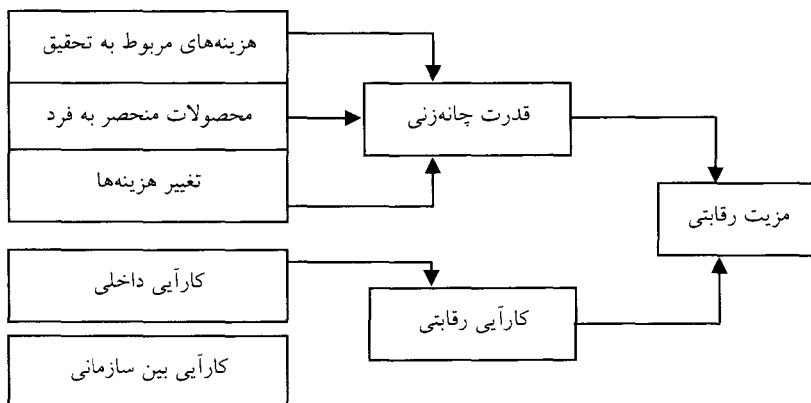 هزینه‌های مربوط به تحقیق
محصولات منحصر به فرد
تغییر هزینه‌ها
قدرت چانه‌زنی
مزیت رقابتی
کارآیی داخلی
کارآیی رقابتی
کارآیی بین سازمانی